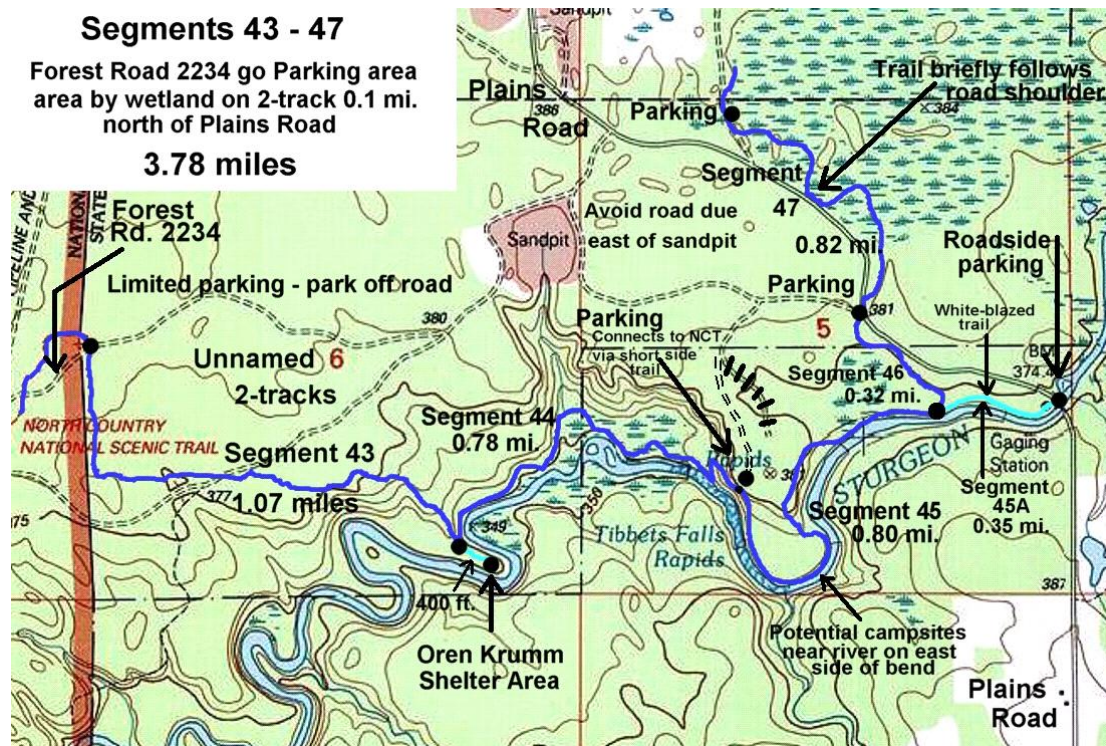 Segments 43 - 47
Forest Road 2234 go Parking area
area by wetland on 2-track 0.1 mi.
north of Plains Road
3.78 miles
Sandpit
Plains
386
Road
Parking
Trail briefly follows
road shoulder
384
Segment
47
0.82 mi.
NATION
STATE
Forest
Rd. 2234
Avoid road due
east of sandpit
Sandpit
Roadside
parking
Limited parking - park off road
380
Parking
381
5
White-blazed
trail
Parking
Connects to NCT
via short side
trail
BM
374.4
Unnamed 6
2-tracks
Segment 46
0.32 mi.
Segment 44
0.78 mi.
NORTH COUNTRY
NATIONAL SCENIC TRAIL
Segment 43
1.07 miles
377
375
Rapids
STURGEON
Gaging
Station
Segment
45A
0.35 mi.
Segment 45
0.80 mi.
350
349
Tibbets Falls
Rapids
400 ft.
387
Oren Krumm
Shelter Area
Potential campsites
near river on east
side of bend
Plains
Road